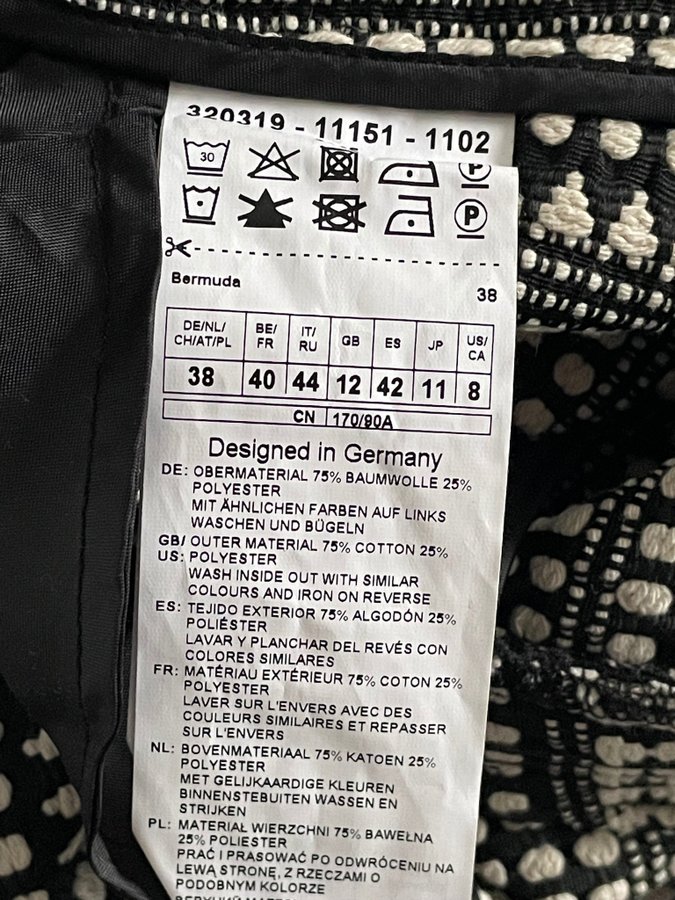 320319 - 11151 - 1102
30
P
P
Bermuda
38
DE/NL/ CH/AT/PL BE/ FR IT/ RU GB ES JP US/ CA
38 40 44 12 42 11 8
CN 170/90A
Designed in Germany
DE: OBERMATERIAL 75% BAUMWOLLE 25%
POLYESTER
MIT ÄHNLICHEN FARBEN AUF LINKS
WASCHEN UND BÜGELN
GB/ OUTER MATERIAL 75% COTTON 25%
US: POLYESTER
WASH INSIDE OUT WITH SIMILAR
COLOURS AND IRON ON REVERSE
ES: TEJIDO EXTERIOR 75% ALGODÓN 25%
POLIÉSTER
LAVAR Y PLANCHAR DEL REVÉS CON
COLORES SIMILARES
FR: MATÉRIAU EXTÉRIEUR 75% COTON 25%
POLYESTER
LAVER SUR L'ENVERS AVEC DES
COULEURS SIMILAIRES ET REPASSER
SUR L'ENVERS
NL: BOVENMATERIAAL 75% KATOEN 25%
POLYESTER
MET GELIJKAARDIGE KLEUREN
BINNENSTEBUITEN WASSEN EN
STRIJKEN
PL: MATERIAŁ WIERZCHNI 75% BAWEŁNA
25% POLIESTER
PRAĆ I PRASOWAĆ PO ODWRÓCENIU NA
LEWĄ STRONĘ, Z RZECZAMI O
PODOBNYM KOLORZE